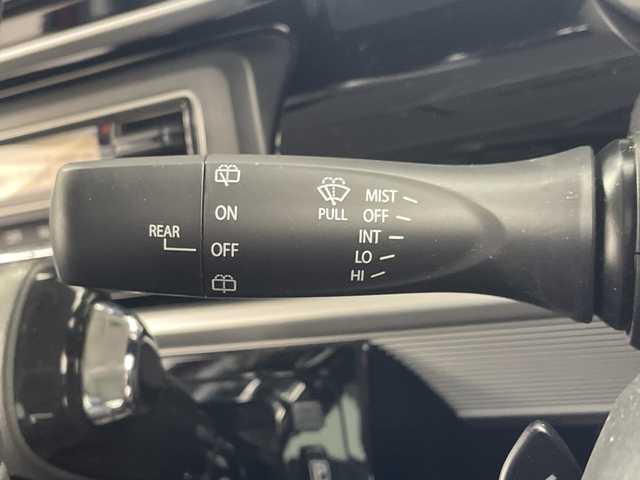 REAR
ON
OFF
PULL
MIST
OFF
INT
LO
HI